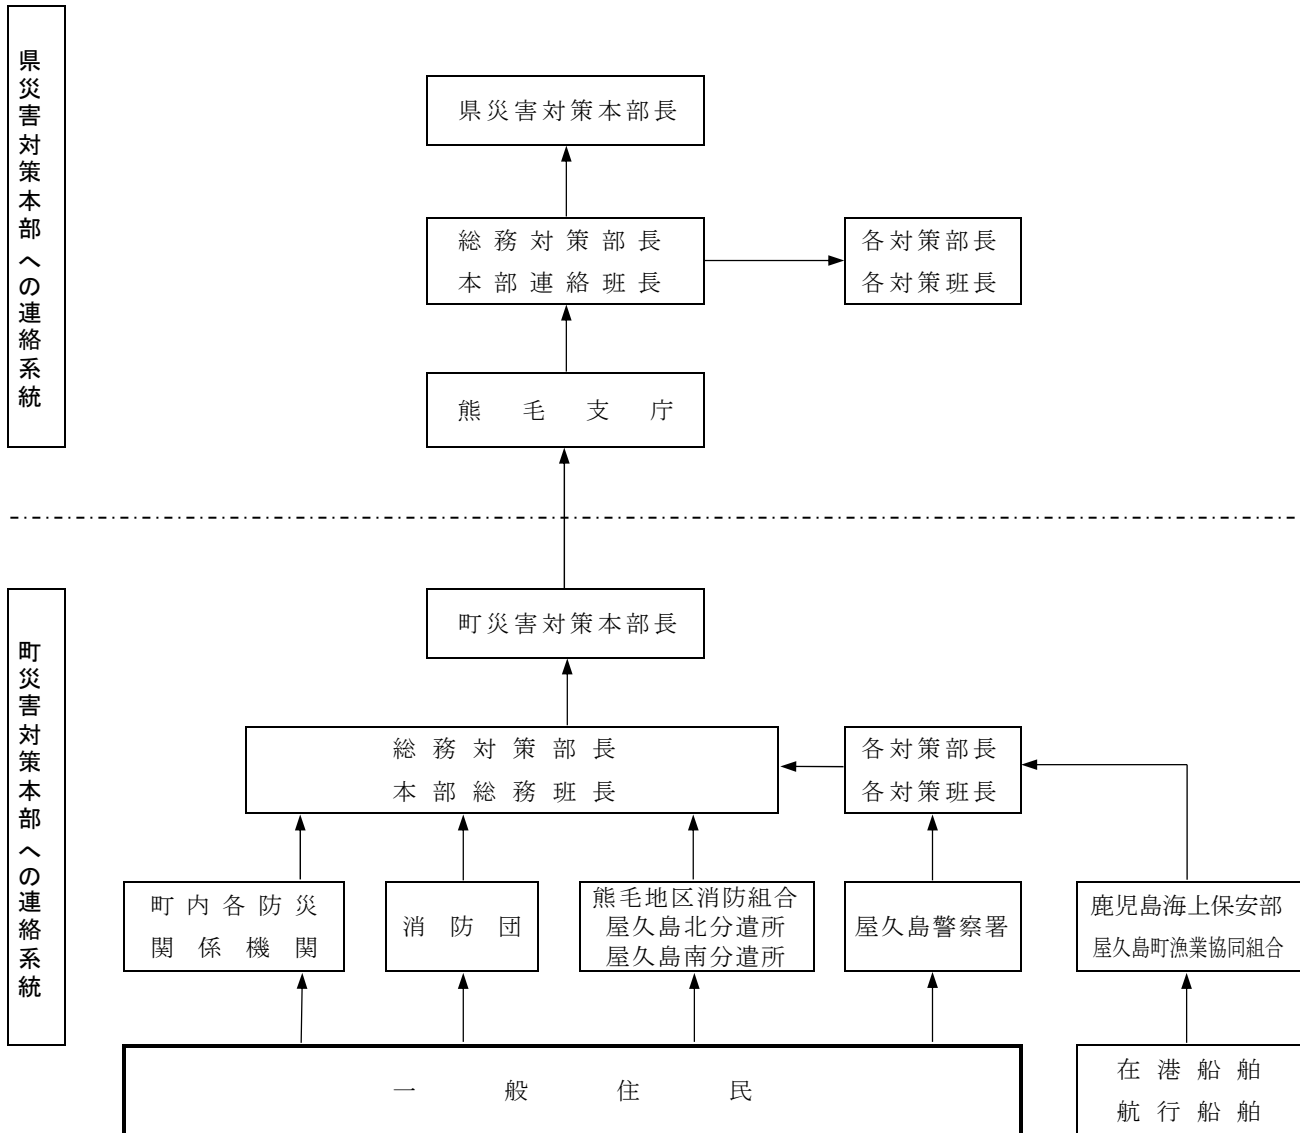 県災害対策本部への連絡系統
県災害対策本部長
総務対策部長
本部連絡班長
各対策部長
各対策班長
熊毛支庁
町災害対策本部への連絡系統
町災害対策本部長
総務対策部長
本部総務班長
各対策部長
各対策班長
町内各防災
関係機関
消防団
熊毛地区消防組合
屋久島北分遣所
屋久島南分遣所
屋久島警察署
鹿児島海上保安部
屋久島町漁業協同組合
一般住民
在港船舶
航行船舶